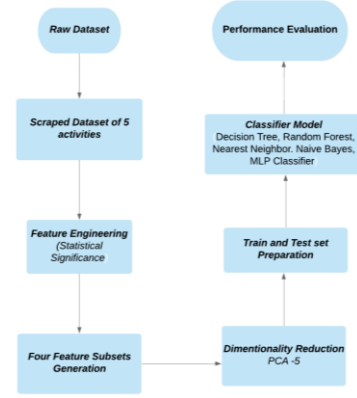 Raw Dataset
Scraped Dataset of 5
activities
Feature Engineering
(Statistical
Significance)
Four Feature Subsets
Generation
Dimentionality Reduction
PCA -5
Train and Test set
Preparation
Classifier Model
Decision Tree, Random Forest,
Nearest Neighbor. Naive Bayes,
MLP Classifier
Performance Evaluation